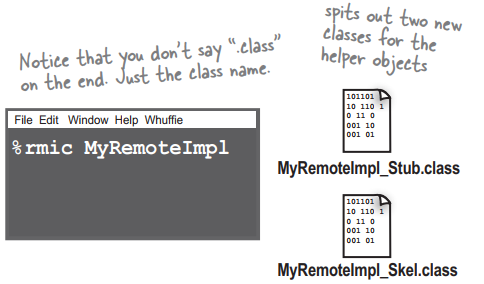 Notice that you don't say ".class"
on the end. Just the class name.
File Edit Window Help Whuffie
%rmic MyRemoteImpl
spits out two new
classes for the
helper objects
101101
10 110 1
0 11 0
001 10
001 01
MyRemoteImpl_Stub.class
101101
10 110 1
0 11 0
001 10
001 01
MyRemoteImpl_Skel.class